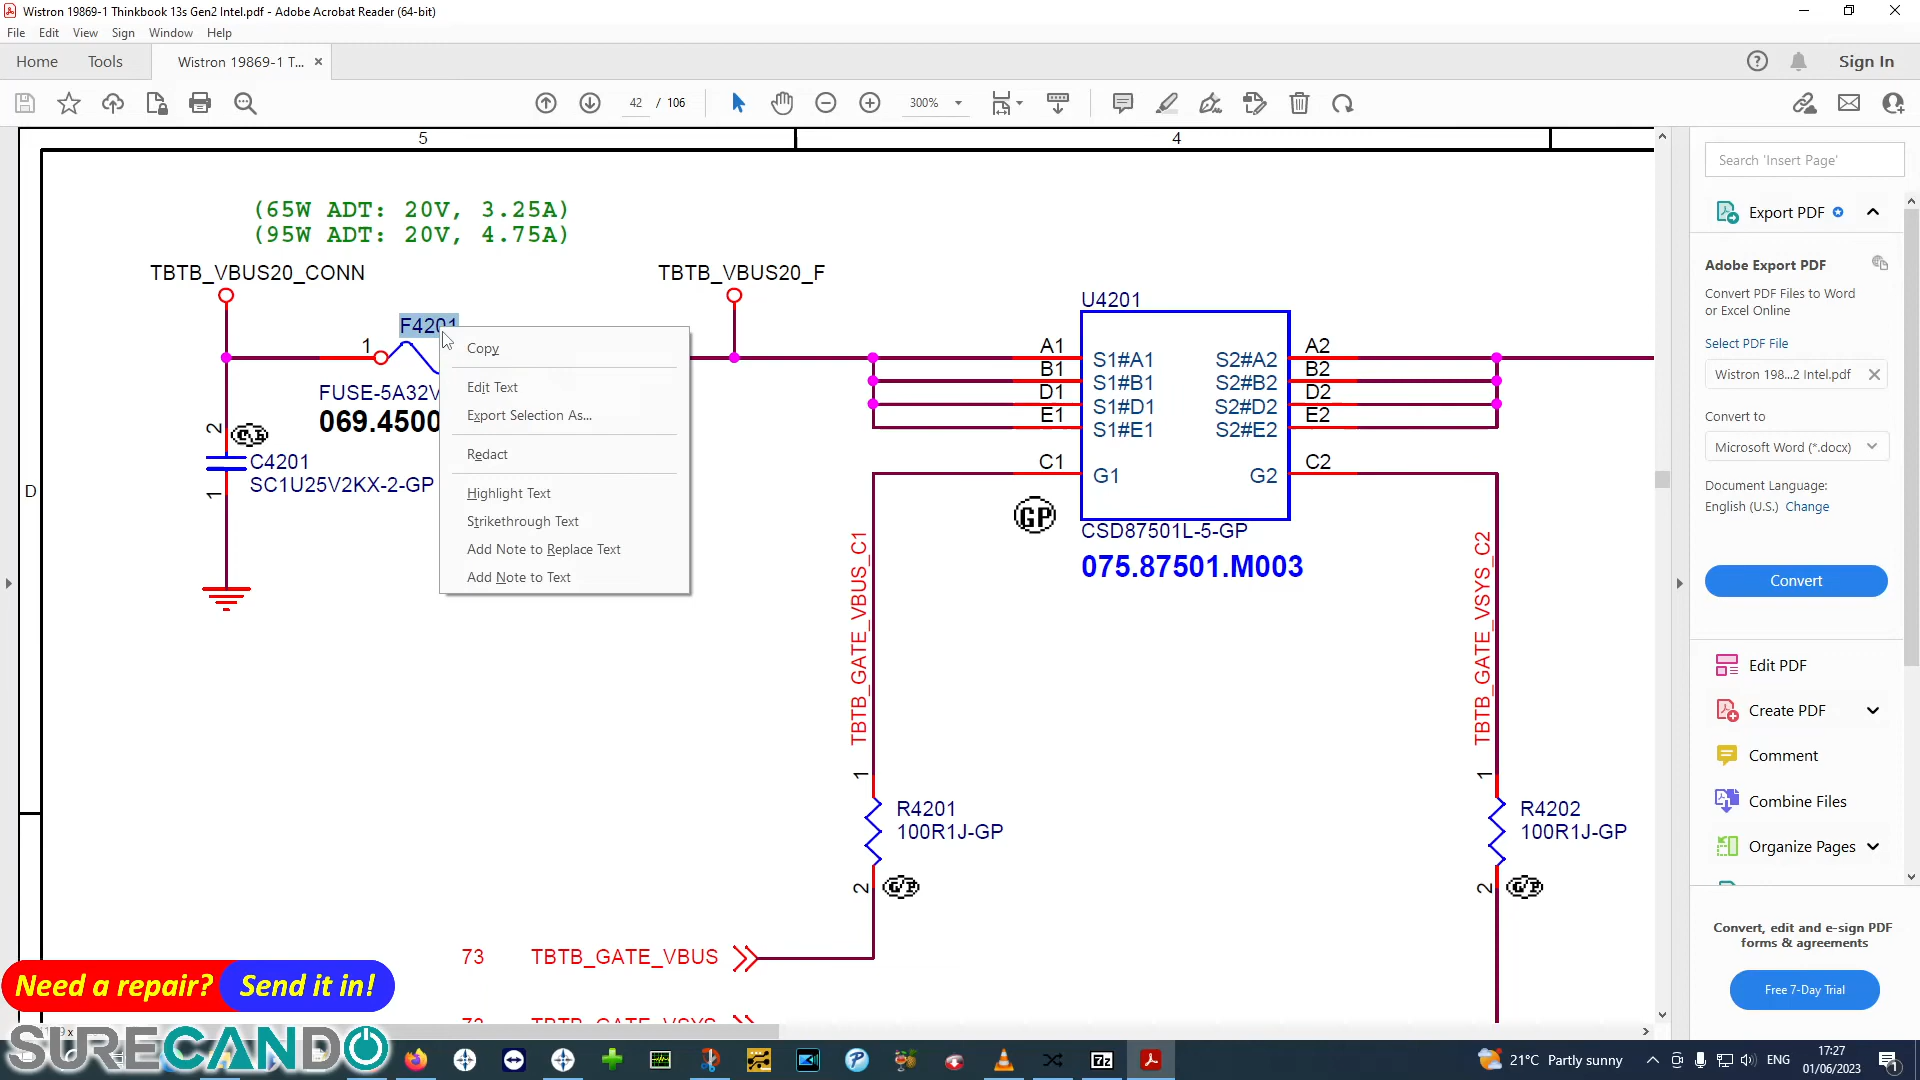 Wistron 19869-1 Thinkbook 13s Gen2 Intel.pdf - Adobe Acrobat Reader (64-bit)
File Edit View Sign Window Help
Home Tools Wistron 19869-1 T... Sign In
42 / 106 300%
5 4
Search 'Insert Page'
(65W ADT: 20V, 3.25A)
(95W ADT: 20V, 4.75A)
Export PDF
TBTB_VBUS20_CONN TBTB_VBUS20_F
Adobe Export PDF
Convert PDF Files to Word
or Excel Online
U4201
F4201
1
Select PDF File
Copy
A1 S1#A1 S2#A2 A2
B1 S1#B1 S2#B2 B2
D1 S1#D1 S2#D2 D2
E1 S1#E1 S2#E2 E2
C1 G1 G2 C2
Wistron 198...2 Intel.pdf
Edit Text
FUSE-5A32V
069.4500
Export Selection As...
Convert to
Microsoft Word (*.docx)
2
Redact
C4201
SC1U25V2KX-2-GP
1
D
Document Language:
English (U.S.) Change
Highlight Text
Strikethrough Text
Add Note to Replace Text
Add Note to Text
GP
CSD87501L-5-GP
075.87501.M003
Convert
TBTB_GATE_VBUS_C1
TBTB_GATE_VSYS_C2
Edit PDF
Create PDF
Comment
Combine Files
Organize Pages
1
R4201
100R1J-GP
2
1
R4202
100R1J-GP
2
73 TBTB_GATE_VBUS
73 TBTB_GATE_VSYS
Convert, edit and e-sign PDF
forms & agreements
Free 7-Day Trial
Need a repair? Send it in!
SURECANDO
21°C Partly sunny
ENG
17:27
01/06/2023
1